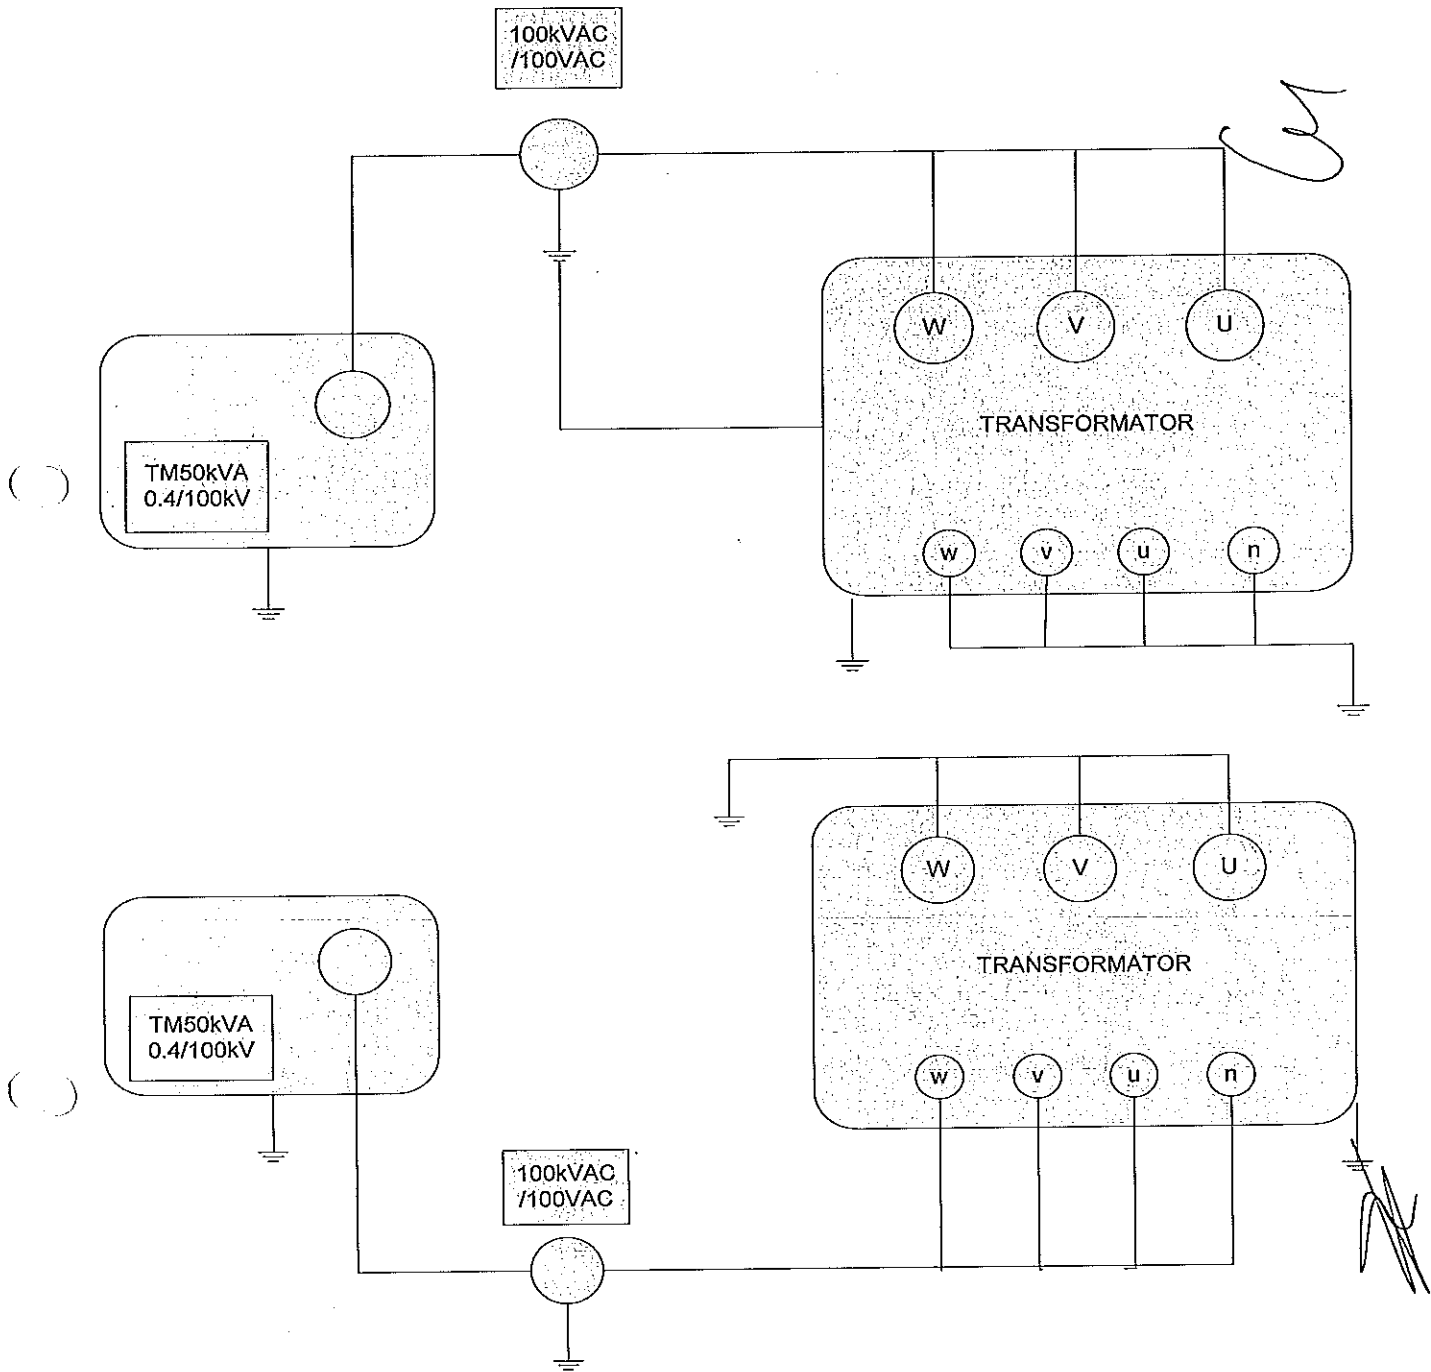 100kVAC
/100VAC
W V U
TRANSFORMATOR
TM50kVA
0.4/100kV
w v u n
W V U
TRANSFORMATOR
TM50kVA
0.4/100kV
w v u n
100kVAC
/100VAC